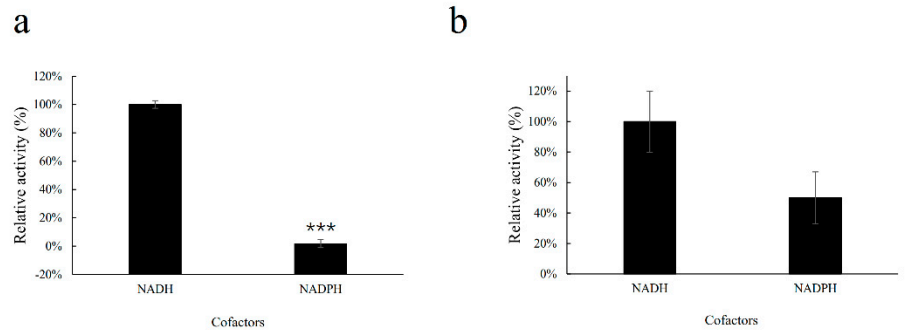 a
Relative activity (%)
120%
100%
80%
60%
40%
20%
0%
-20%
***
NADH
NADPH
Cofactors
b
Relative activity (%)
120%
100%
80%
60%
40%
20%
0%
NADH
NADPH
Cofactors